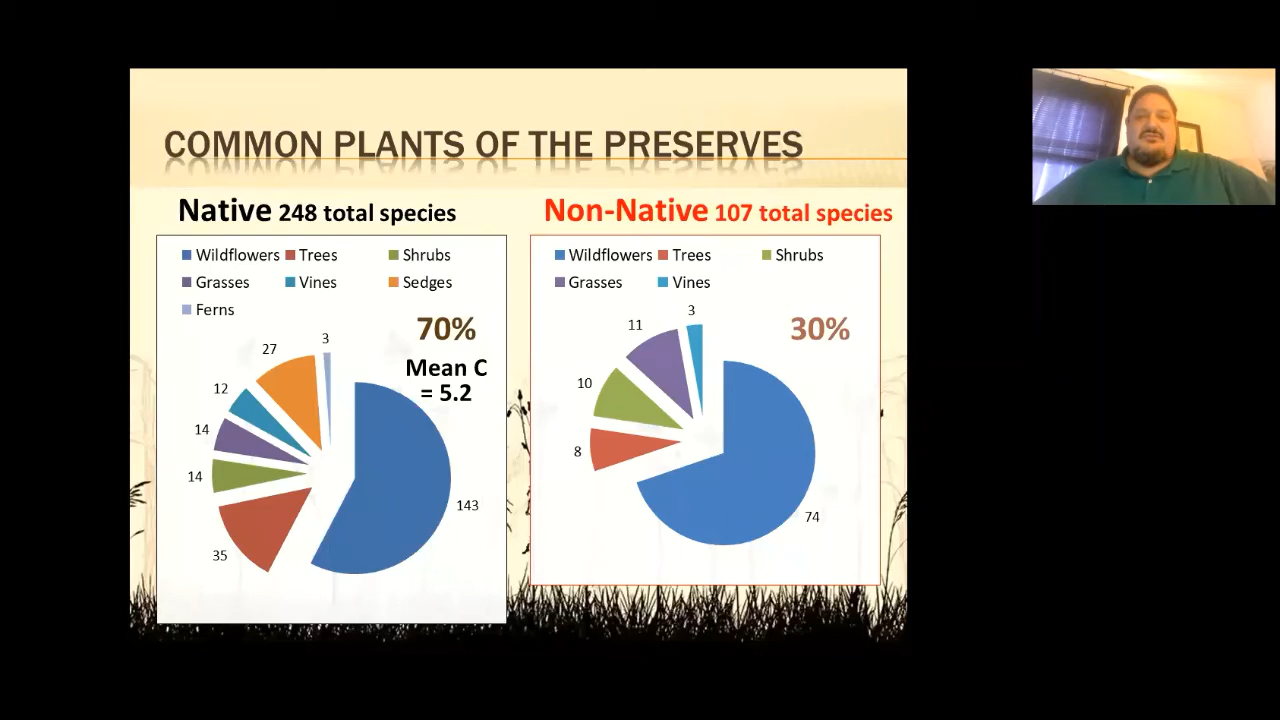 COMMON PLANTS OF THE PRESERVES
Native 248 total species
Wildflowers Trees Shrubs
Grasses Vines Sedges
Ferns
70%
Mean C
= 5.2
3
27
12
14
14
35
143
Non-Native 107 total species
Wildflowers Trees Shrubs
Grasses Vines
30%
3
11
10
8
74